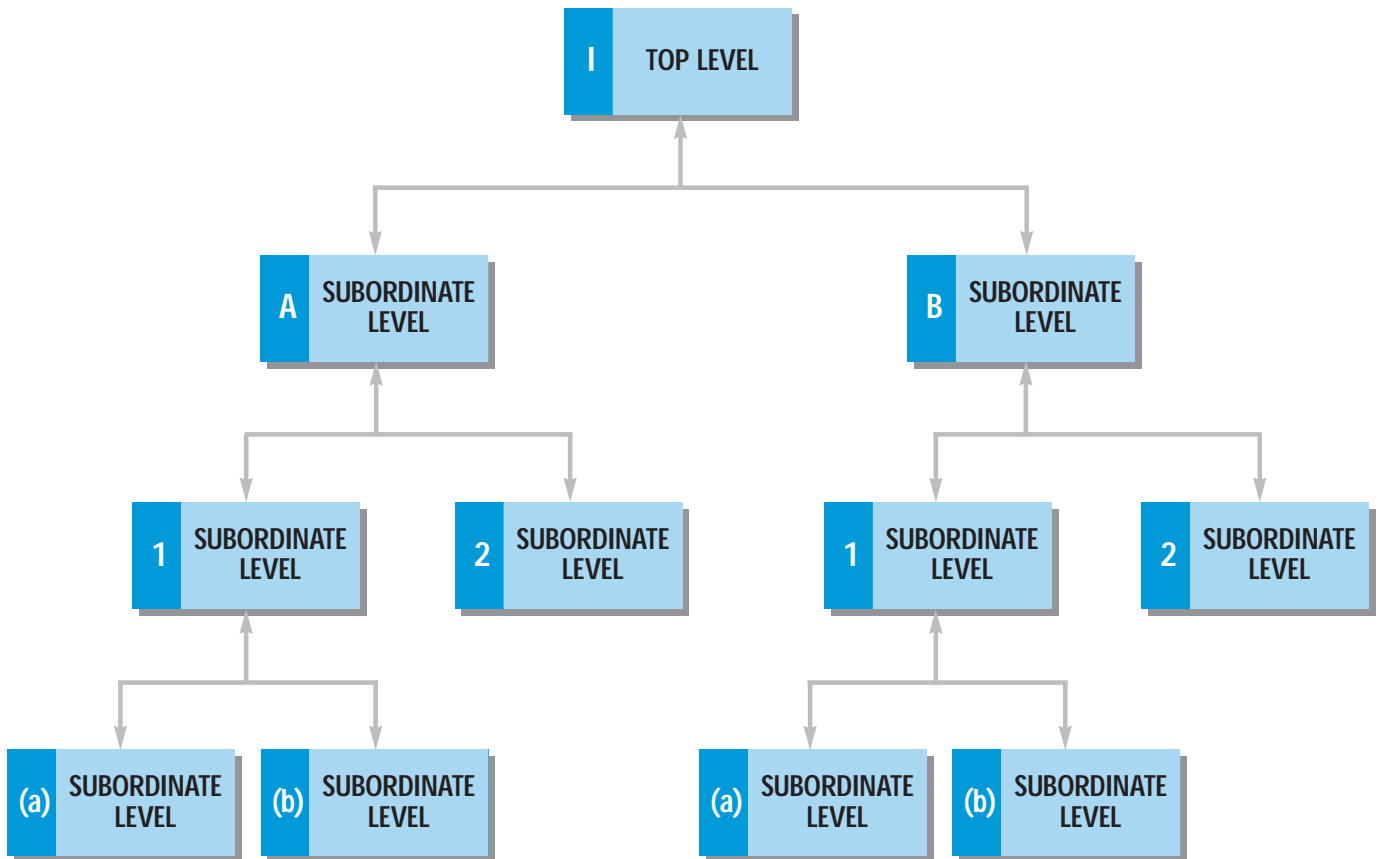 I TOP LEVEL
A SUBORDINATE
LEVEL
B SUBORDINATE
LEVEL
1 SUBORDINATE
LEVEL
2 SUBORDINATE
LEVEL
1 SUBORDINATE
LEVEL
2 SUBORDINATE
LEVEL
(a) SUBORDINATE
LEVEL
(b) SUBORDINATE
LEVEL
(a) SUBORDINATE
LEVEL
(b) SUBORDINATE
LEVEL